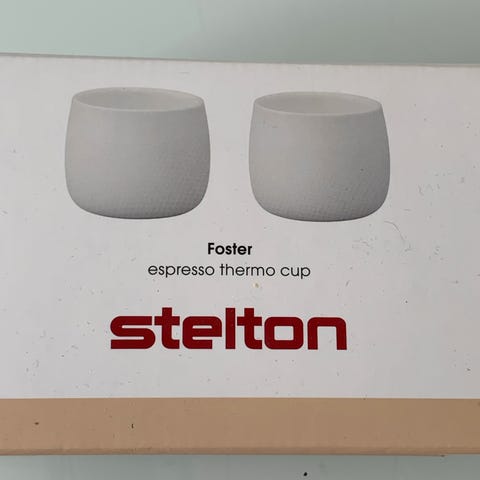 Foster
espresso thermo cup
stelton